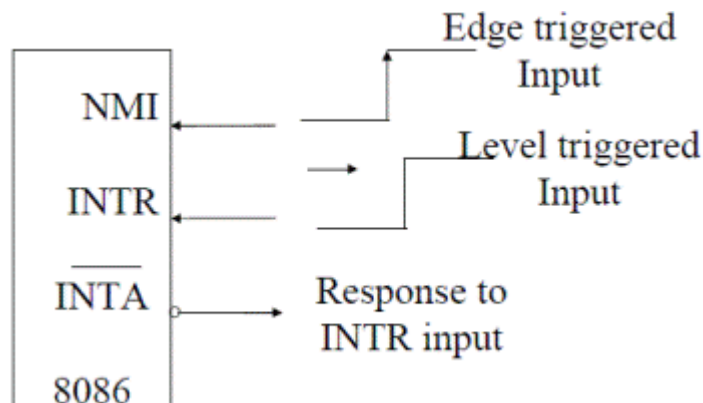 Edge triggered
Input
NMI
Level triggered
Input
INTR
INTA
Response to
INTR input
8086